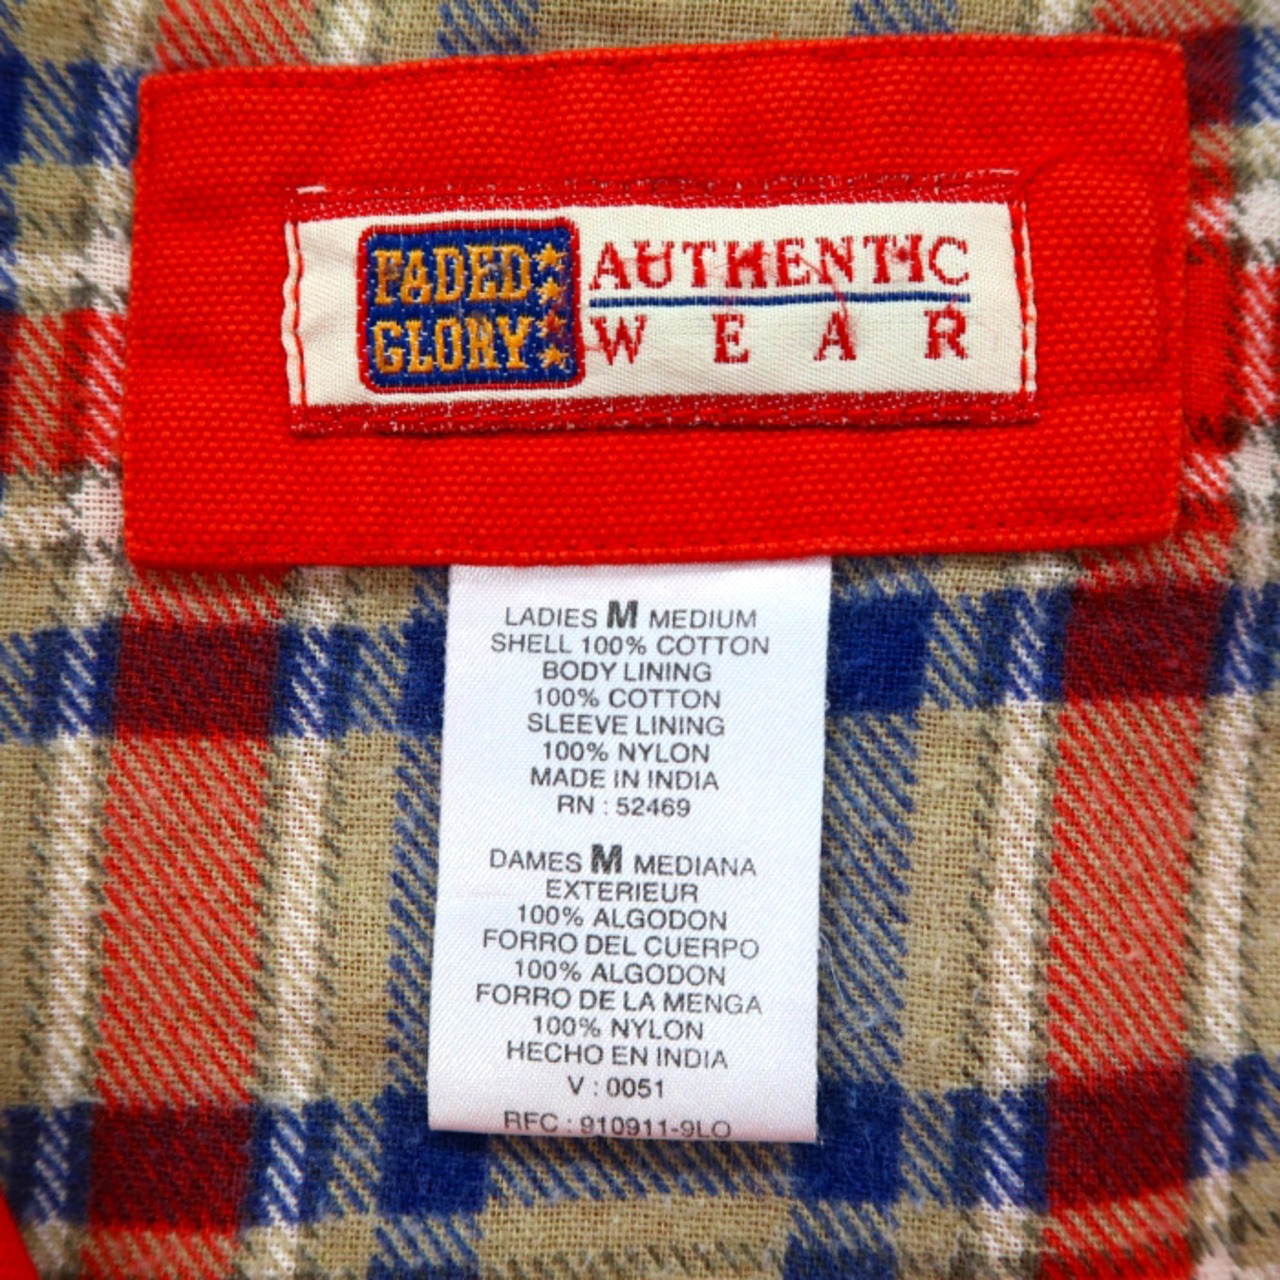 FADED
GLORY
AUTHENTIC
WEAR
LADIES M MEDIUM
SHELL 100% COTTON
BODY LINING
100% COTTON
SLEEVE LINING
100% NYLON
MADE IN INDIA
RN : 52469
DAMES M MEDIANA
EXTERIEUR
100% ALGODON
FORRO DEL CUERPO
100% ALGODON
FORRO DE LA MENGA
100% NYLON
HECHO EN INDIA
V : 0051
RFC : 910911-9LO